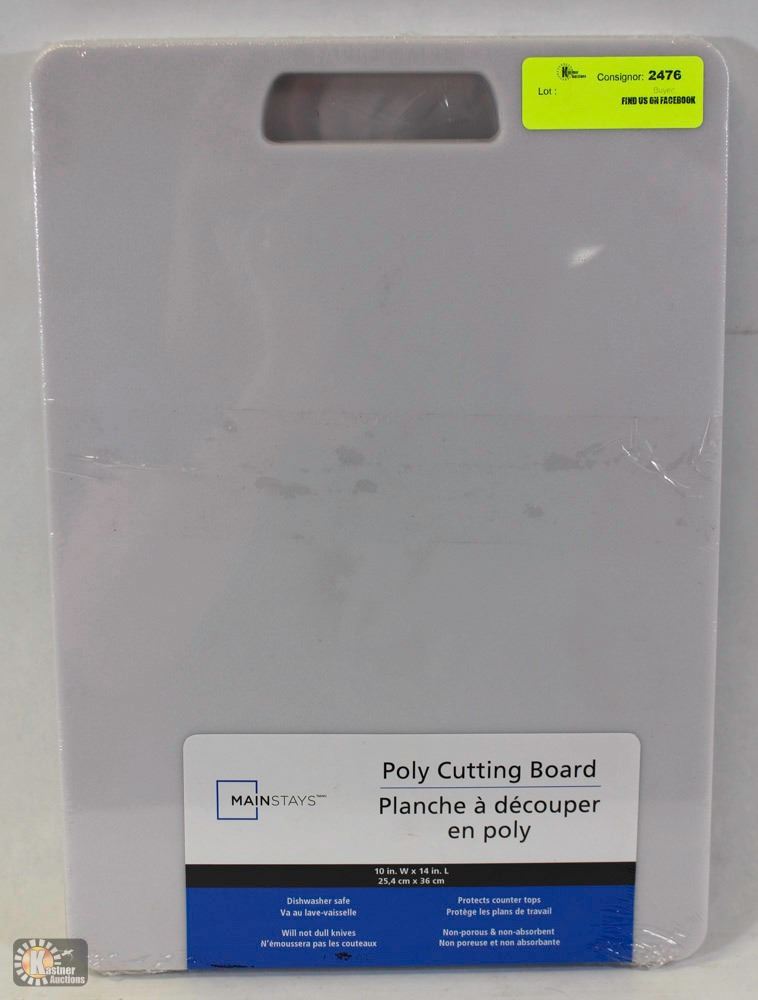 Kastner Auctions
Consignor: 2476
Lot :
Buyer:
FIND US ON FACEBOOK
MAINSTAYS
Poly Cutting Board
Planche à découper
en poly
10 in. W x 14 in. L
25,4 cm x 36 cm
Dishwasher safe
Va au lave-vaisselle
Protects counter tops
Protège les plans de travail
Will not dull knives
N'émoussera pas les couteaux
Non-porous & non-absorbent
Non poreuse et non absorbante
Kastner
Auctions